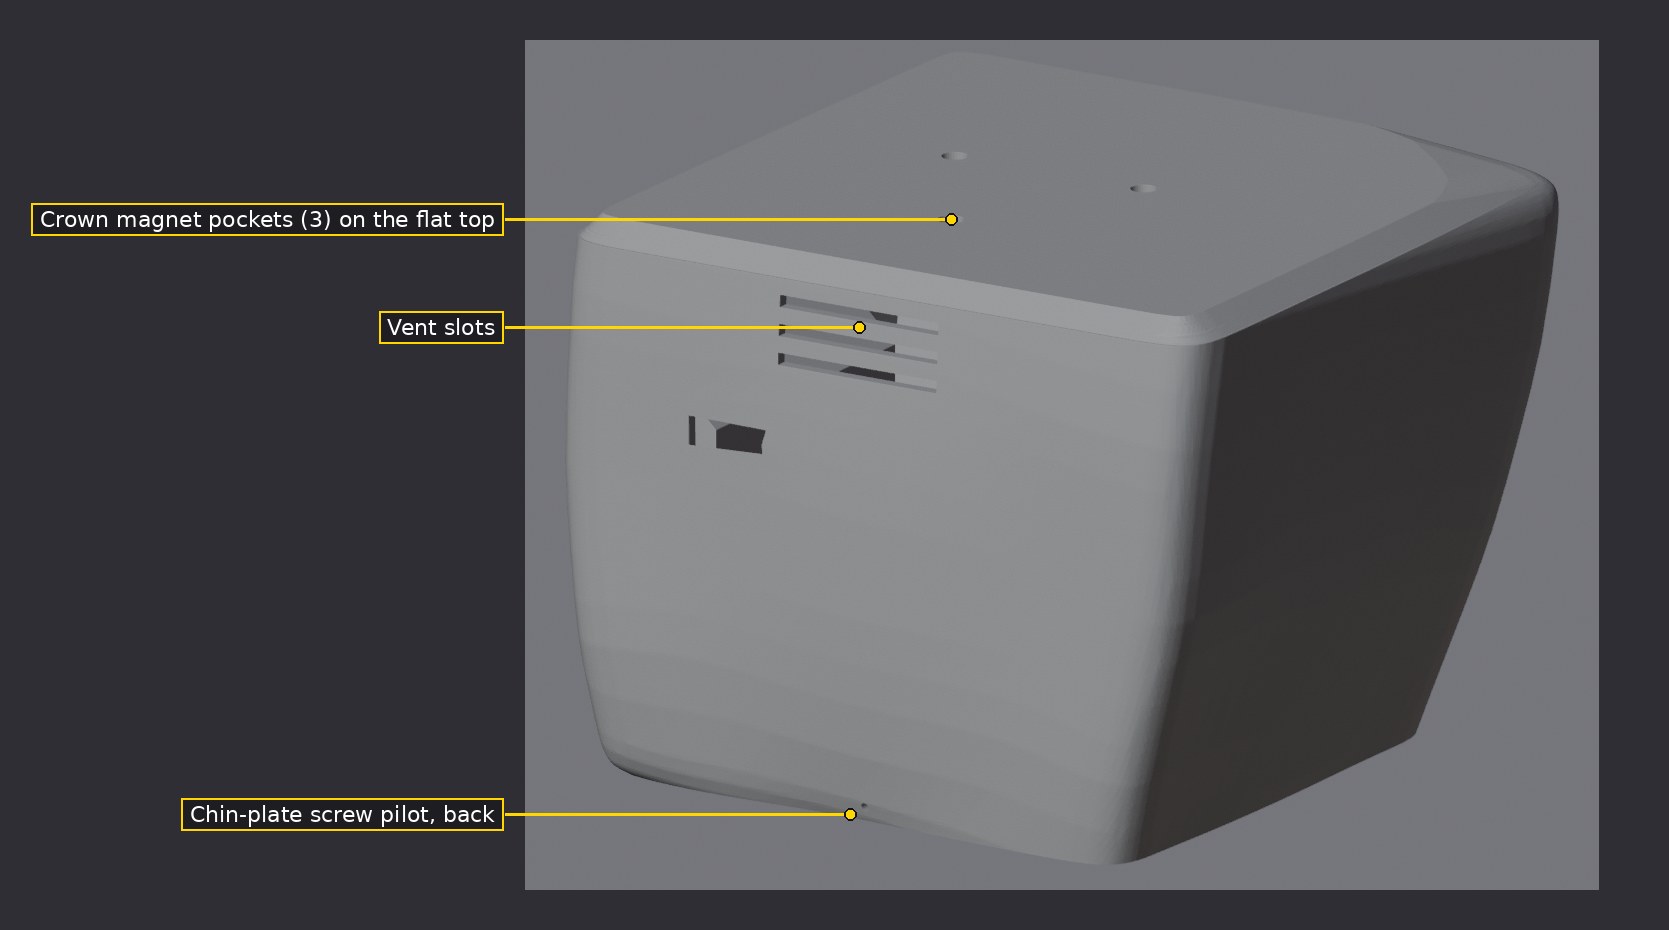 Crown magnet pockets (3) on the flat top
Vent slots
Chin-plate screw pilot, back